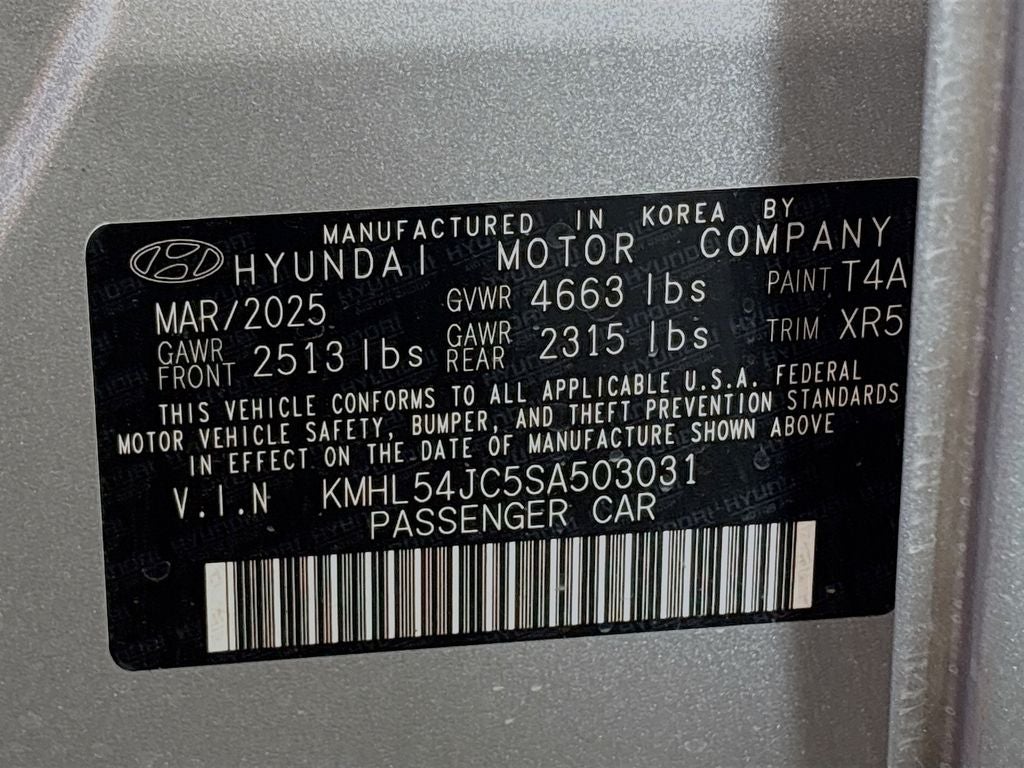 MANUFACTURED IN KOREA BY
HYUNDAI MOTOR COMPANY
MAR/2025 GVWR 4663 lbs PAINT T4A
GAWR FRONT 2513 lbs GAWR REAR 2315 lbs TRIM XR5
THIS VEHICLE CONFORMS TO ALL APPLICABLE U.S.A. FEDERAL
MOTOR VEHICLE SAFETY, BUMPER, AND THEFT PREVENTION STANDARDS
IN EFFECT ON THE DATE OF MANUFACTURE SHOWN ABOVE
V.I.N KMHL54JC5SA503031
PASSENGER CAR